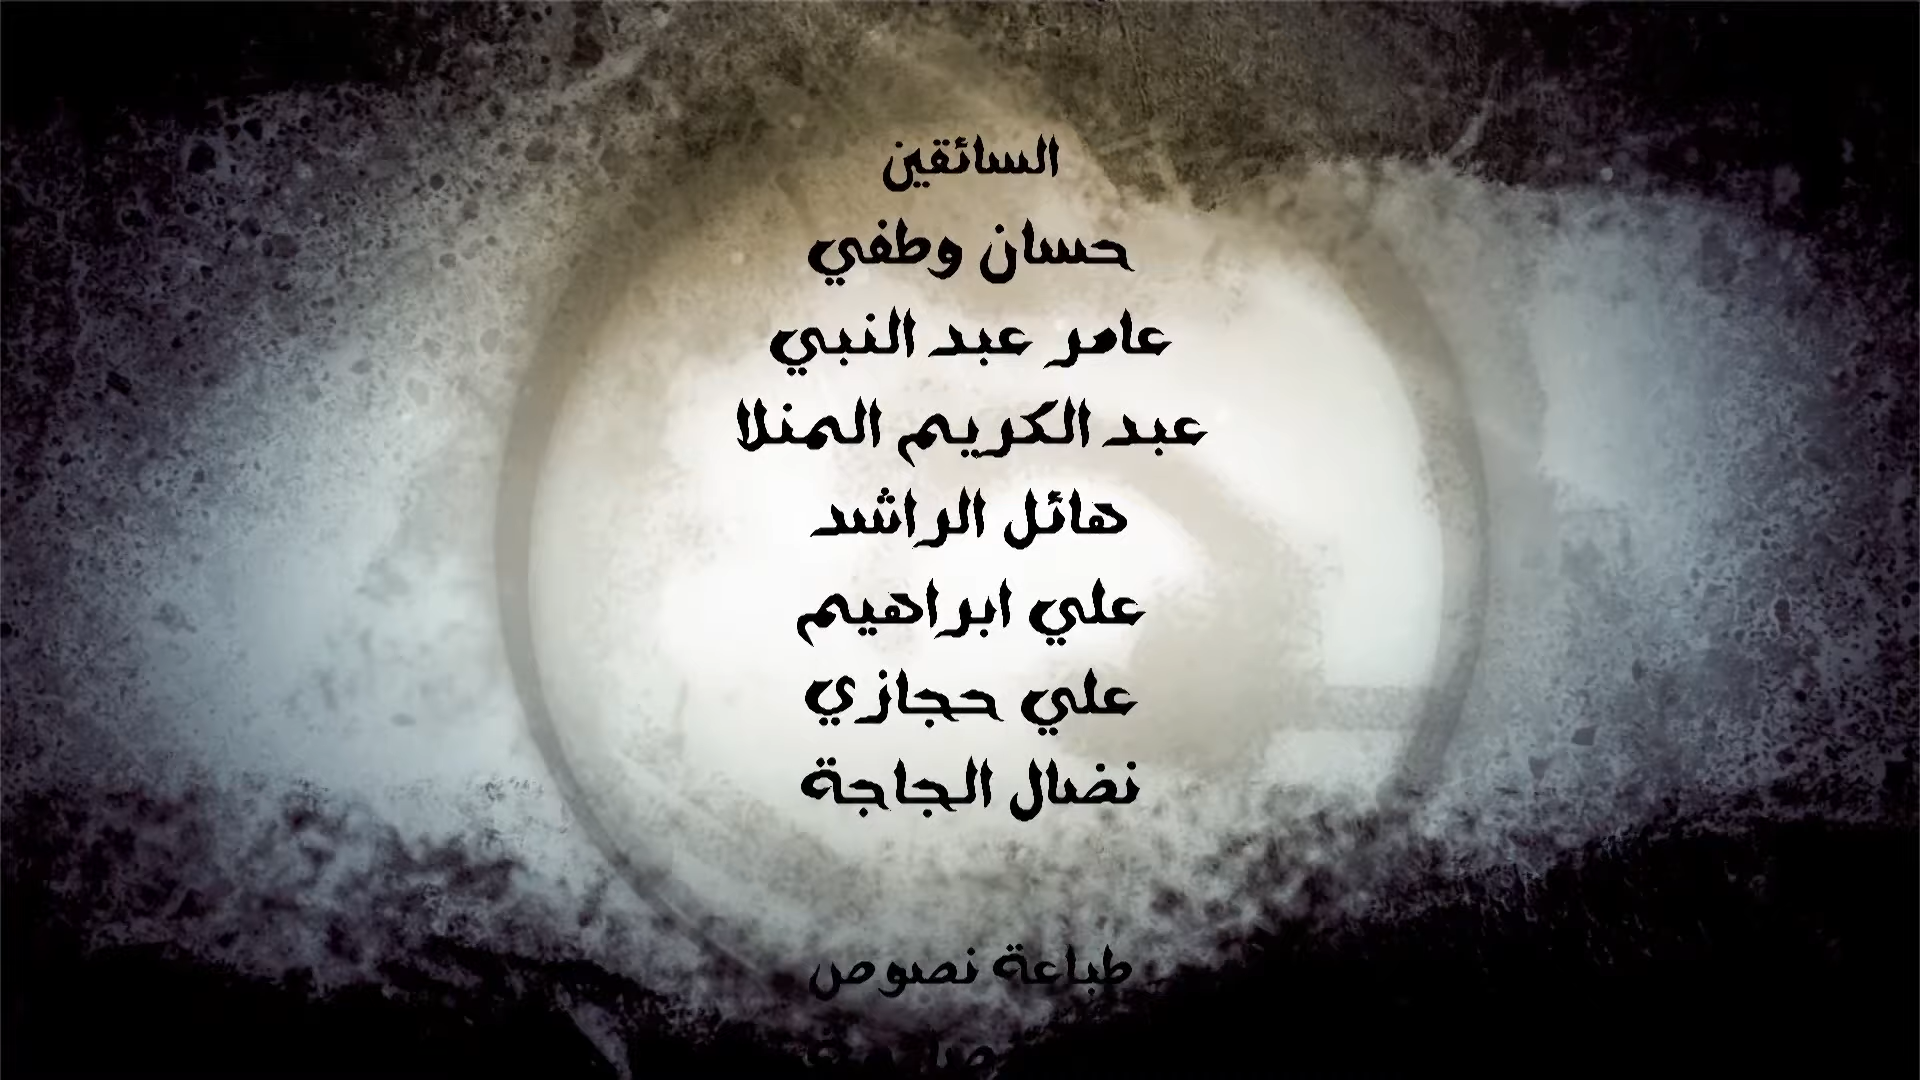 السائقين
حسان وطفي
عامر عبد النبي
عبد الكريم المنلا
هائل الراشد
علي ابراهيم
علي حجازي
نضال الجاجة
طباعة نصوص